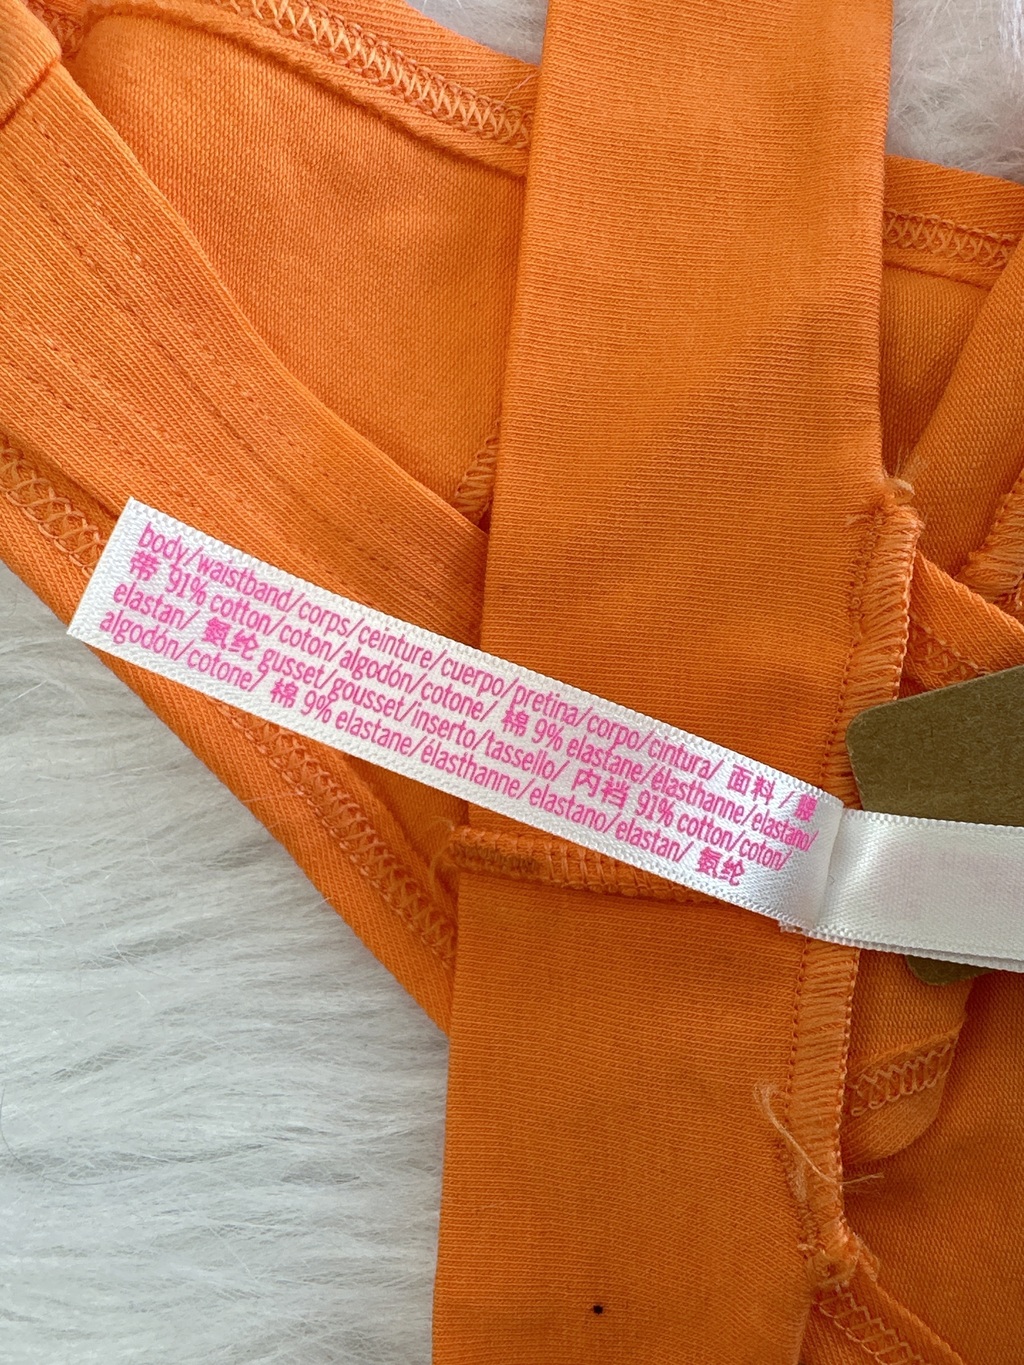 body/waistband/corps/ceinture/cuerpo/pretina/corpo/cintura/ 面料 / 腰
带 91% cotton/coton/algodón/cotone/ 棉 9% elastane/élasthanne/elastano/
elastan/ 氨纶 gusset/gousset/inserto/tassello/ 内裆 91% cotton/coton/
algodón/cotone/ 棉 9% elastane/élasthanne/elastano/elastan/ 氨纶